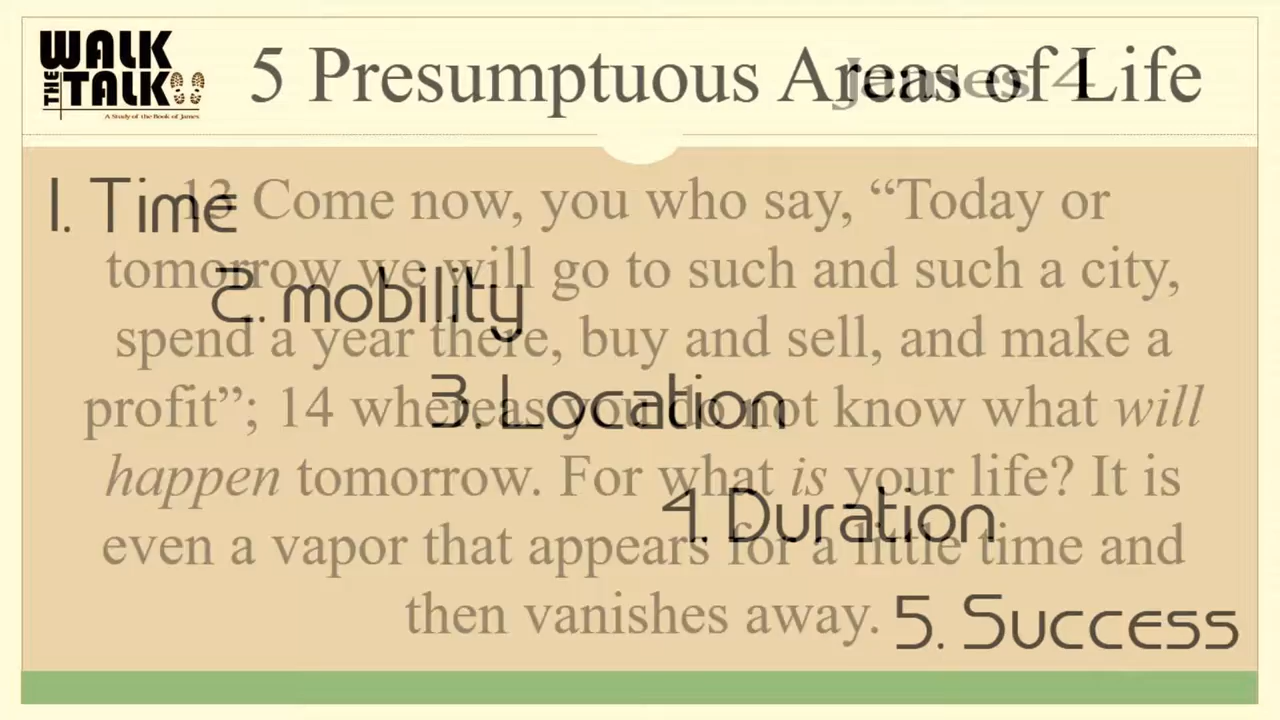 WALK
THE
TALK
A Study of the Book of James
5 Presumptuous Areas of Life
James 4
1. Time
13 Come now, you who say, “Today or
tomorrow we will go to such and such a city,
2. mobility
spend a year there, buy and sell, and make a
profit”; 14 whereas you do not know what will
3. Location
happen tomorrow. For what is your life? It is
4. Duration
even a vapor that appears for a little time and
then vanishes away.
5. Success